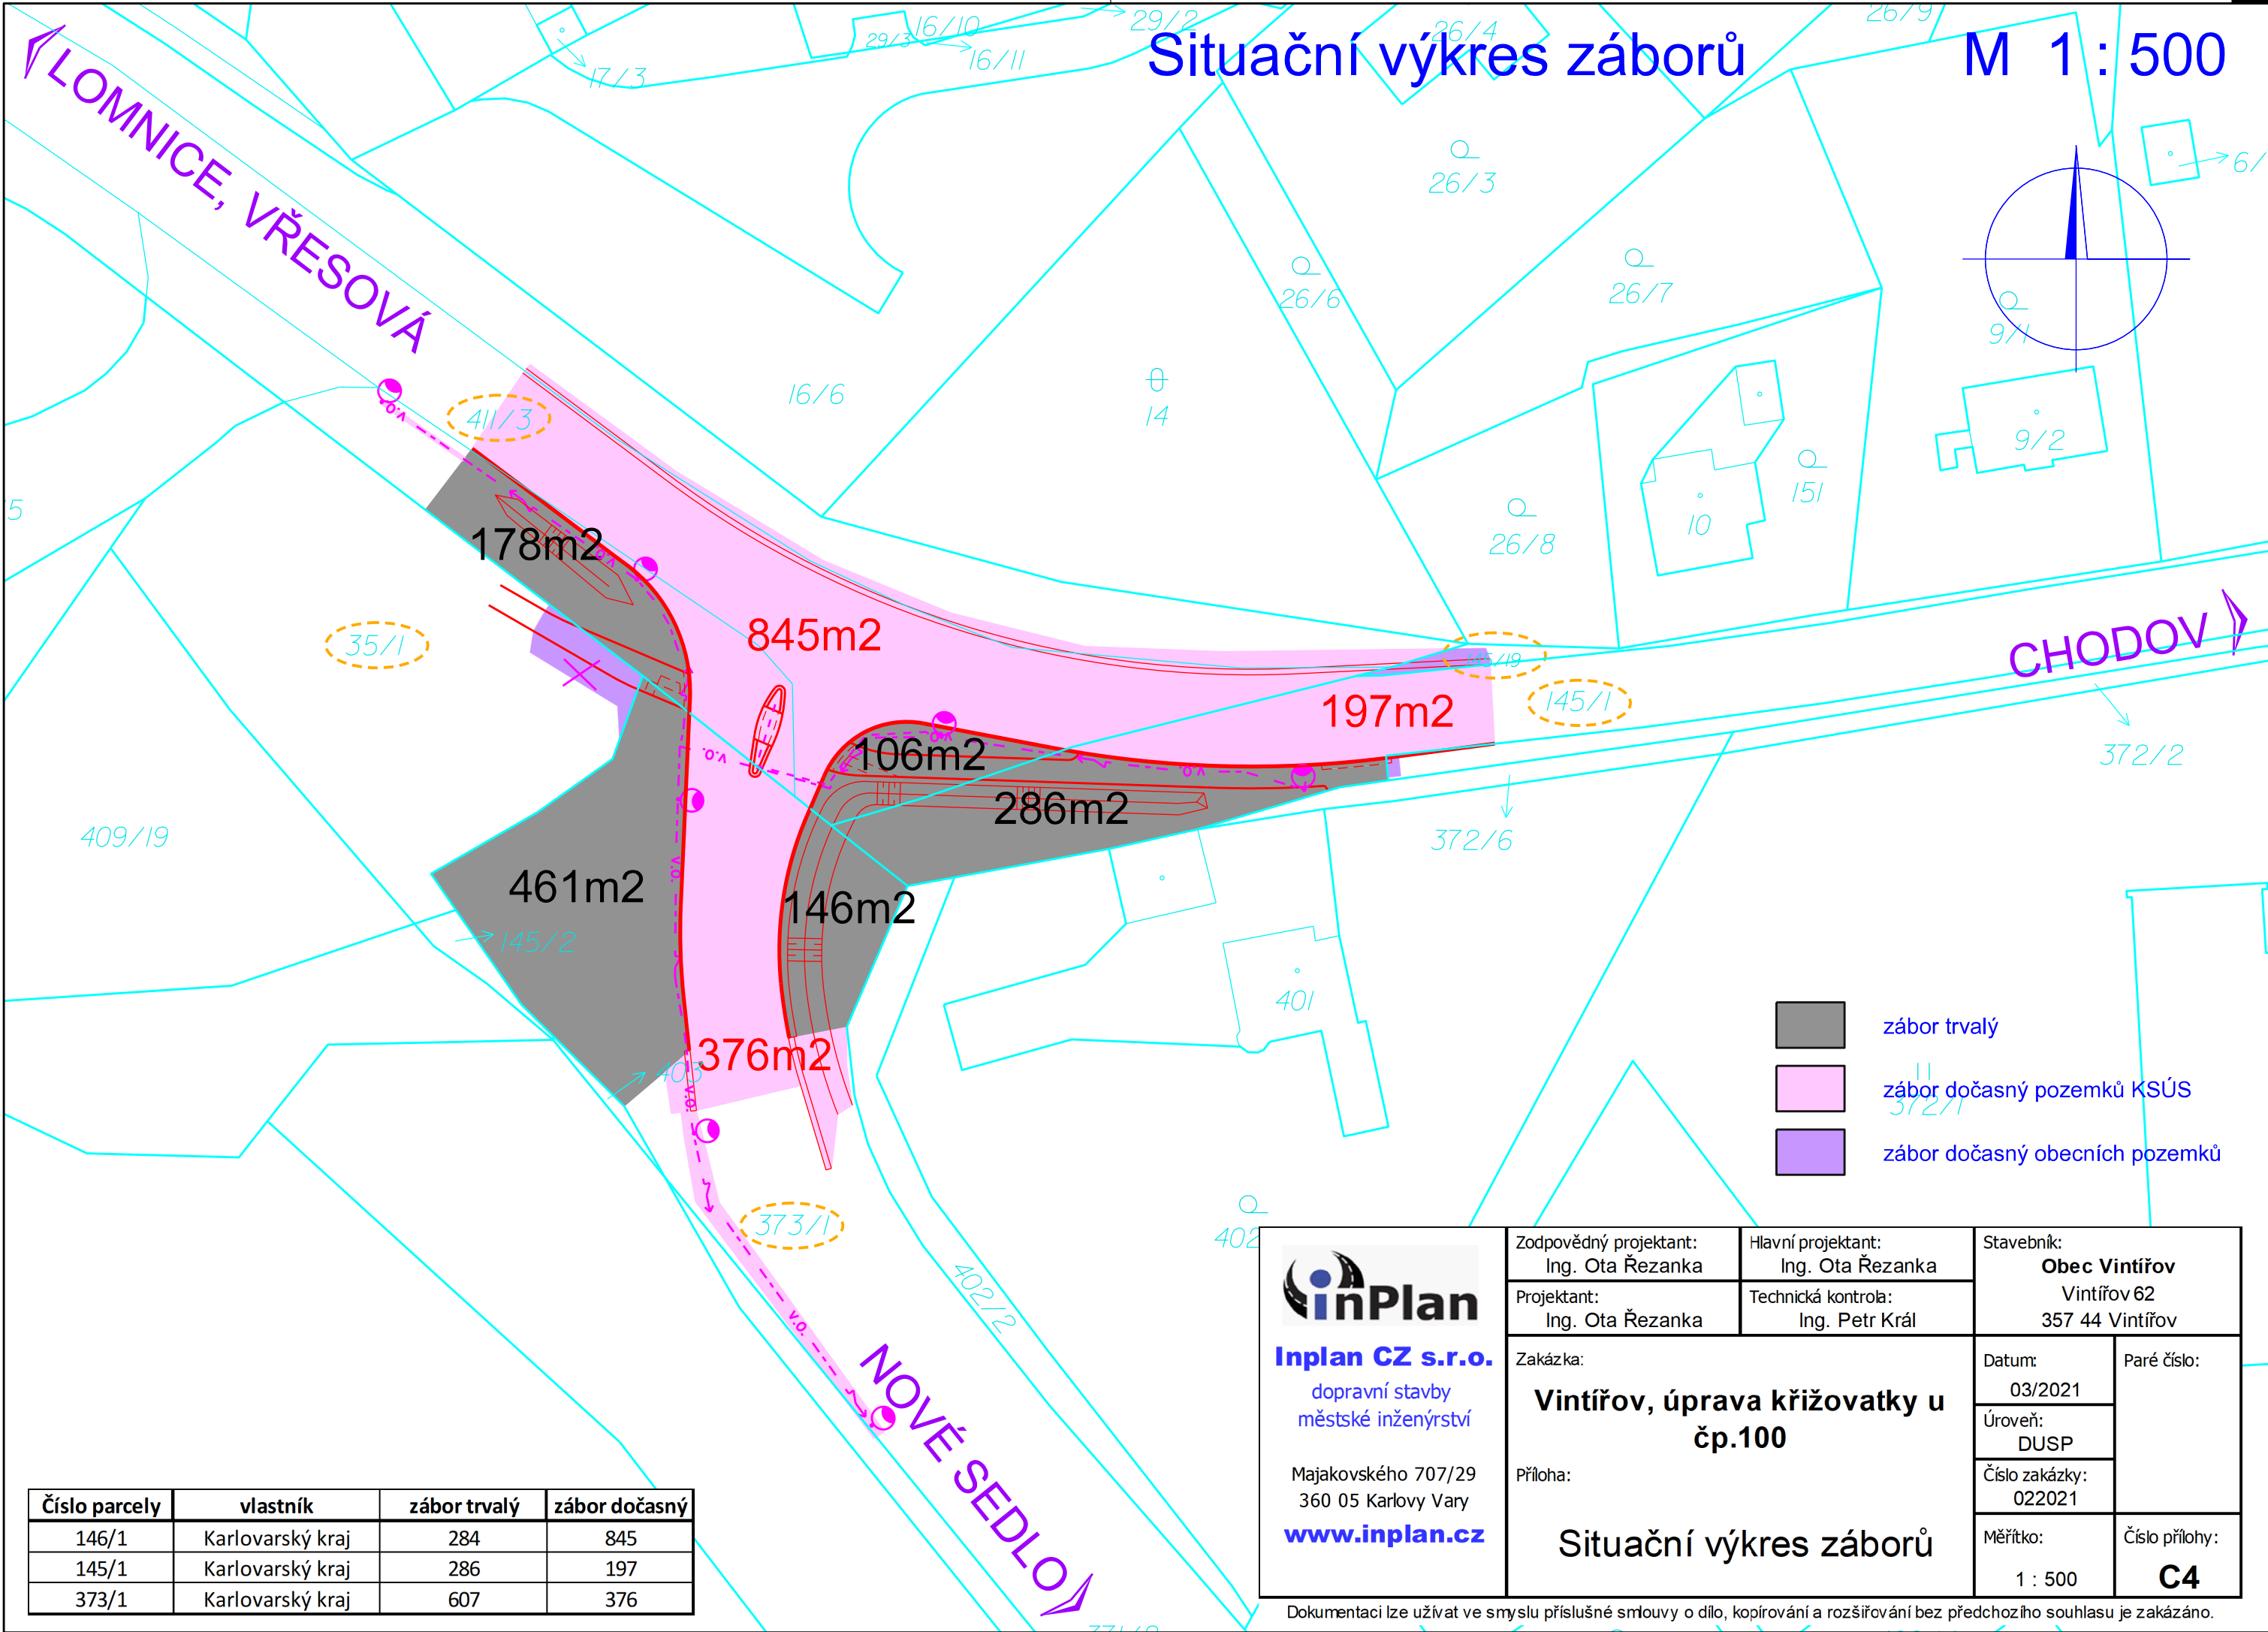 Situační výkres záborů
M 1 : 500
LOMNICE, VŘESOVÁ
CHODOV
NOVÉ SEDLO
16/10
29/3
16/11
29/2
17/3
26/4
26/9
26/3
26/6
26/7
6/
9/1
9/2
16/6
14
411/3
151
10
26/8
5
35/1
145/19
145/1
372/2
372/6
409/19
145/2
401
403
373/1
402/2
402
372/1
178m2
845m2
197m2
106m2
286m2
461m2
146m2
376m2
v.o.
v.o.
v.o.
v.o.
v.o.
v.o.
v.o.
v.o.
zábor trvalý
zábor dočasný pozemků KSÚS
zábor dočasný obecních pozemků
Číslo parcely vlastník zábor trvalý zábor dočasný
146/1 Karlovarský kraj 284 845
145/1 Karlovarský kraj 286 197
373/1 Karlovarský kraj 607 376
inPlan
Inplan CZ s.r.o.
dopravní stavby
městské inženýrství
Majakovského 707/29
360 05 Karlovy Vary
www.inplan.cz
Zodpovědný projektant:
Ing. Ota Řezanka
Hlavní projektant:
Ing. Ota Řezanka
Projektant:
Ing. Ota Řezanka
Technická kontrola:
Ing. Petr Král
Stavebník:
Obec Vintířov
Vintířov 62
357 44 Vintířov
Zakázka:
Vintířov, úprava křižovatky u
čp.100
Příloha:
Situační výkres záborů
Datum:
03/2021
Paré číslo:
Úroveň:
DUSP
Číslo zakázky:
022021
Měřítko:
1 : 500
Číslo přílohy:
C4
Dokumentaci lze užívat ve smyslu příslušné smlouvy o dílo, kopírování a rozšiřování bez předchozího souhlasu je zakázáno.